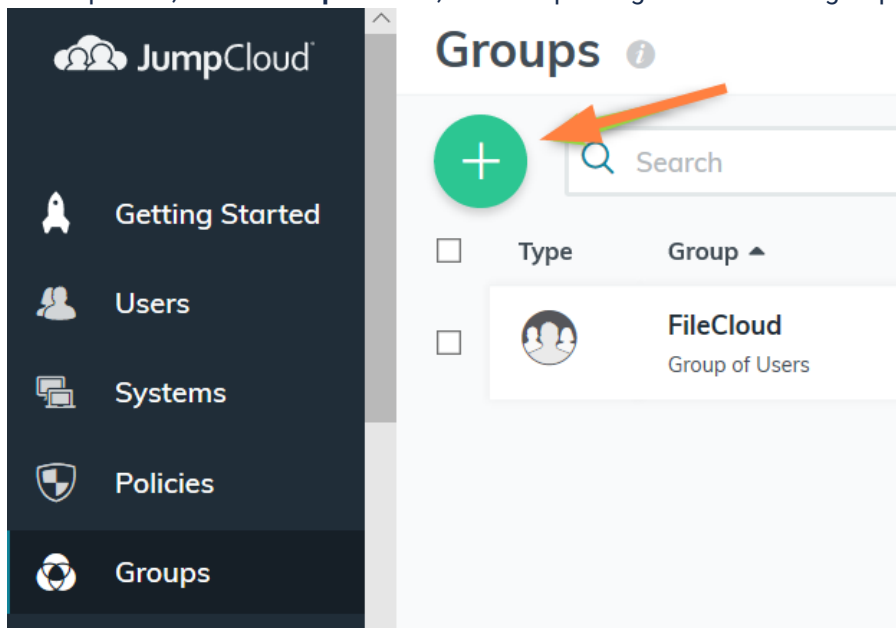 JumpCloud
Groups
Search
Getting Started
Type Group
Users
FileCloud
Group of Users
Systems
Policies
Groups